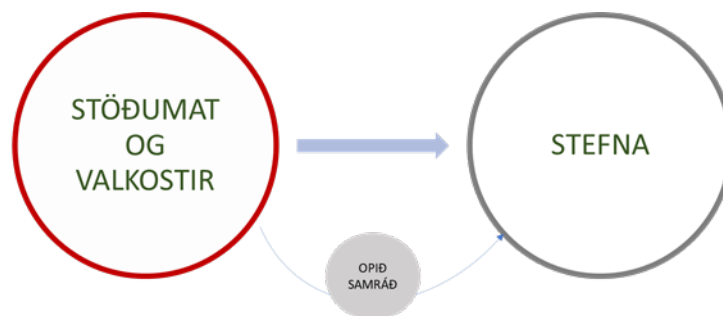 STÖÐUMAT
OG
VALKOSTIR
STEFNA
OPIÐ
SAMRÁÐ